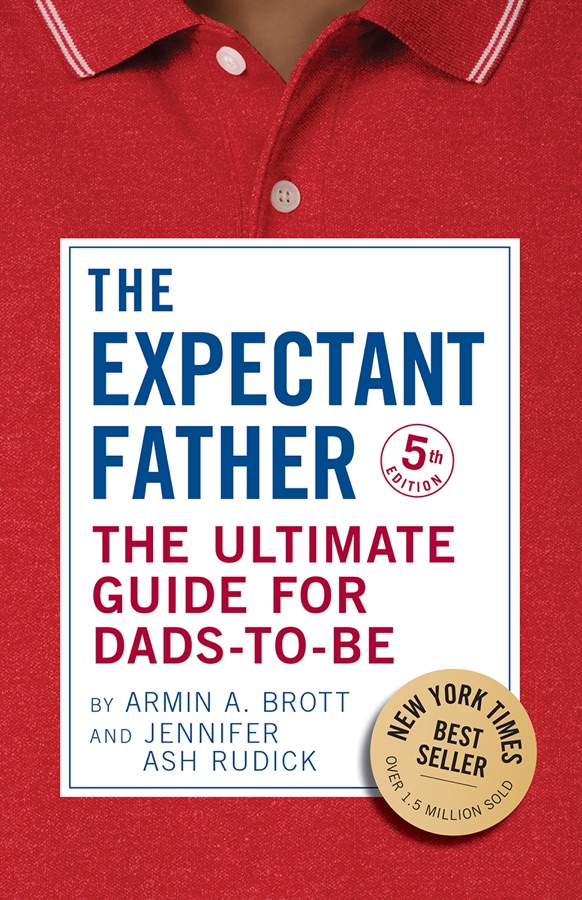 THE
EXPECTANT
FATHER
5th
EDITION
THE ULTIMATE
GUIDE FOR
DADS-TO-BE
BY ARMIN A. BROTT
AND JENNIFER
ASH RUDICK
NEW YORK TIMES
BEST
SELLER
OVER 1.5 MILLION SOLD